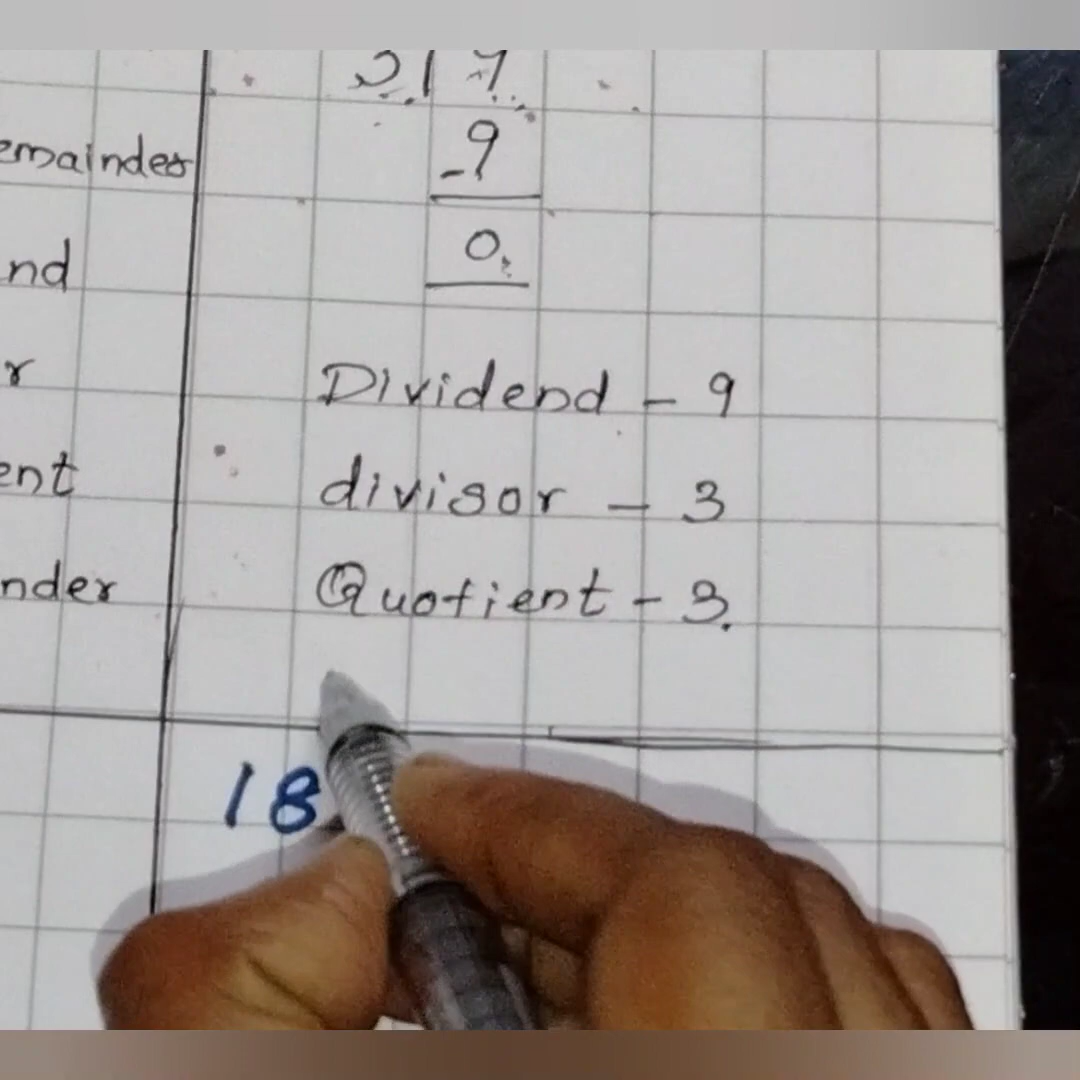 emainder
- 9
0
nd
r
Dividend - 9
ent
divisor - 3
nder
Quotient - 3.
18